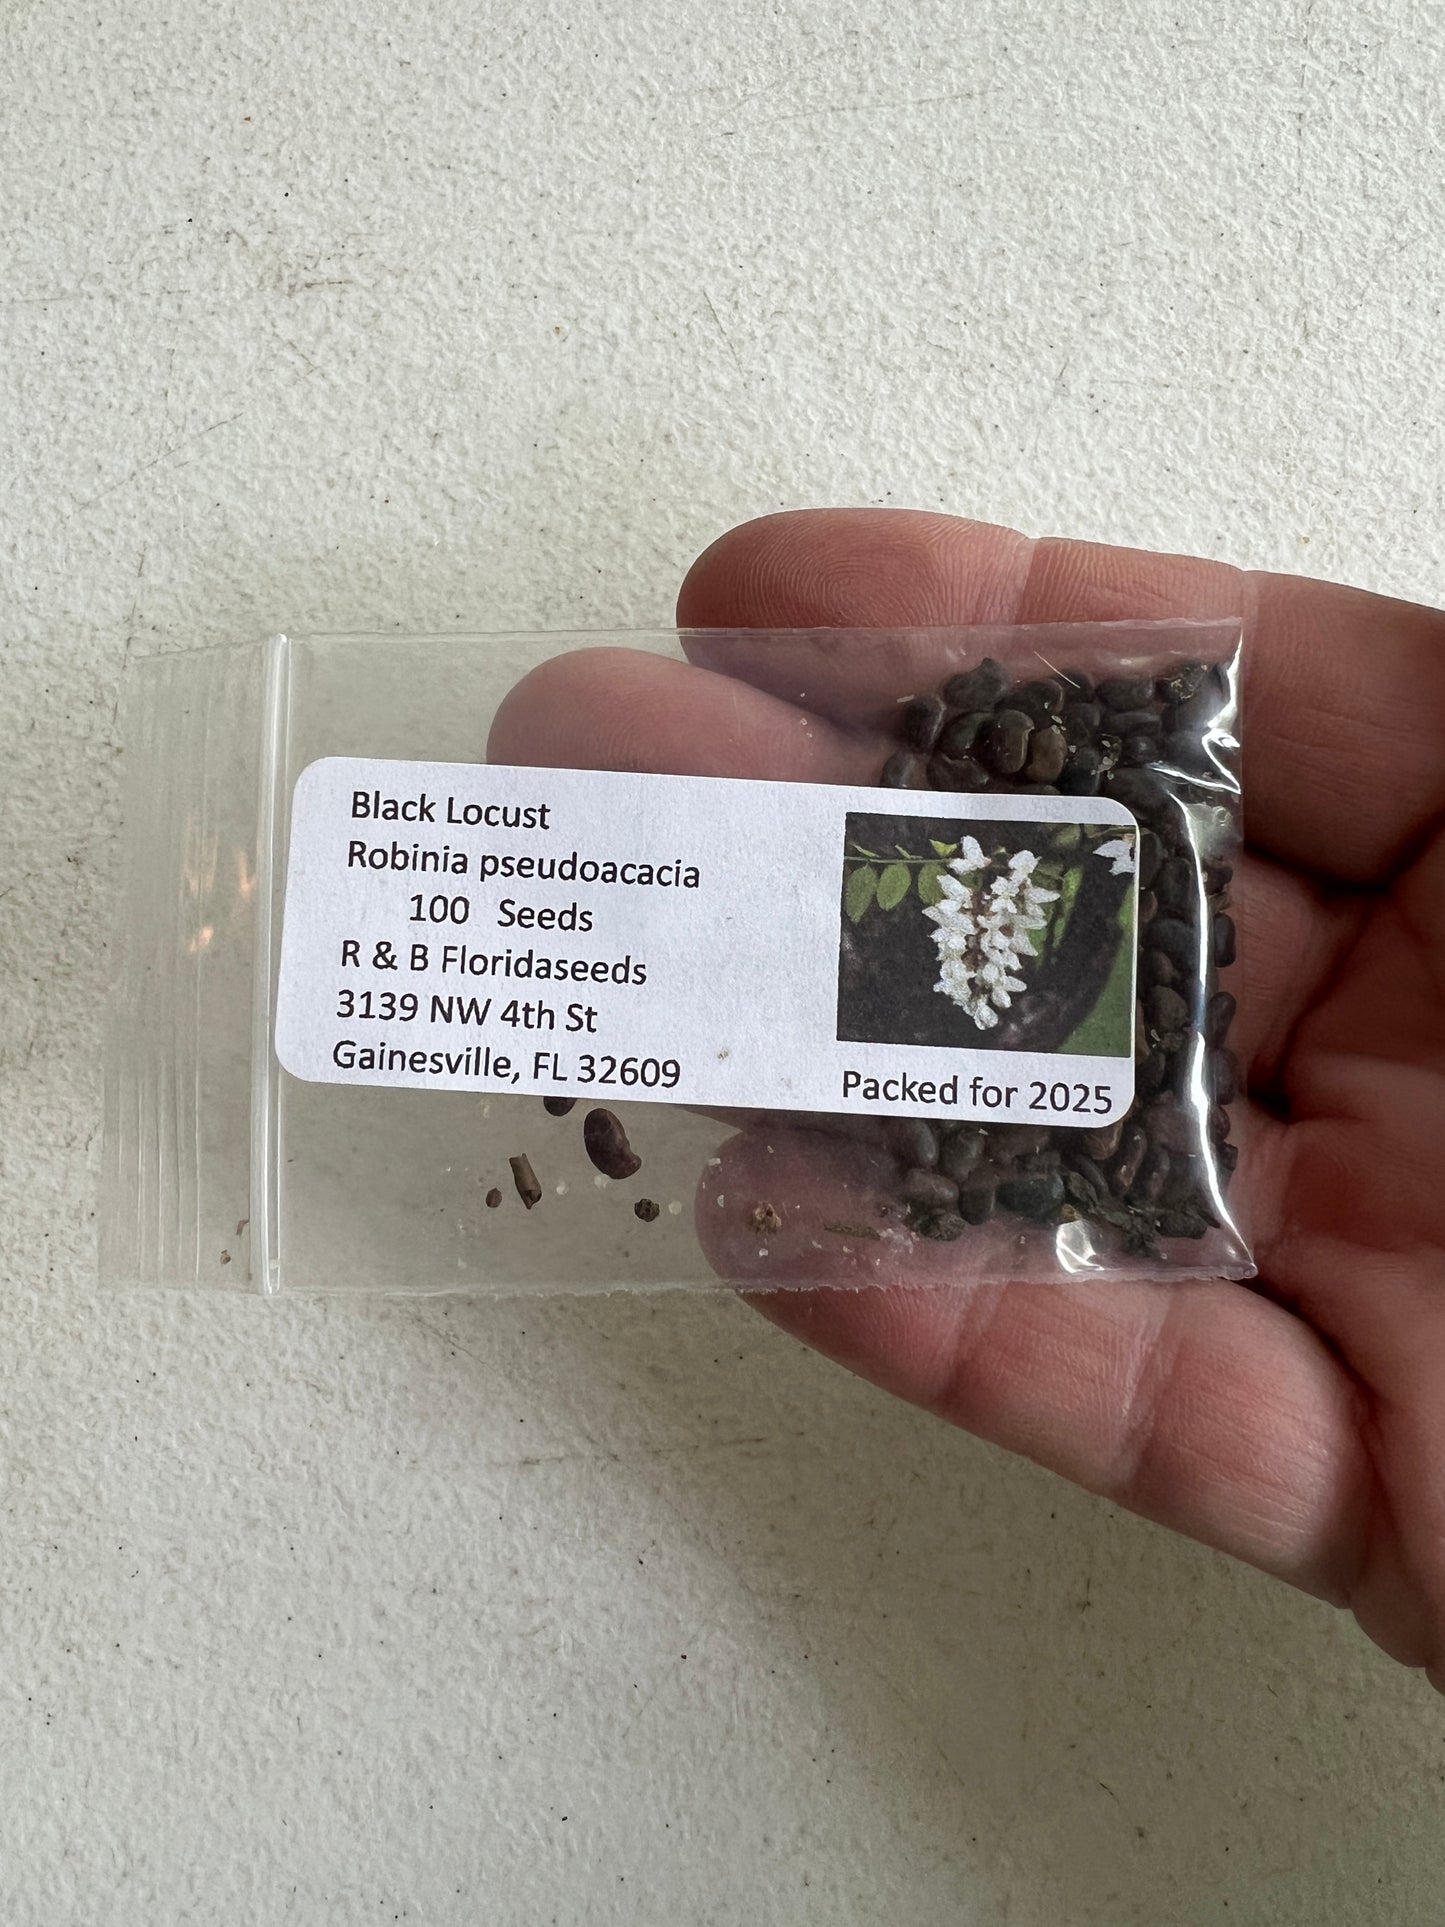 Black Locust
Robinia pseudoacacia
100 Seeds
R & B Floridaseeds
3139 NW 4th St
Gainesville, FL 32609
Packed for 2025